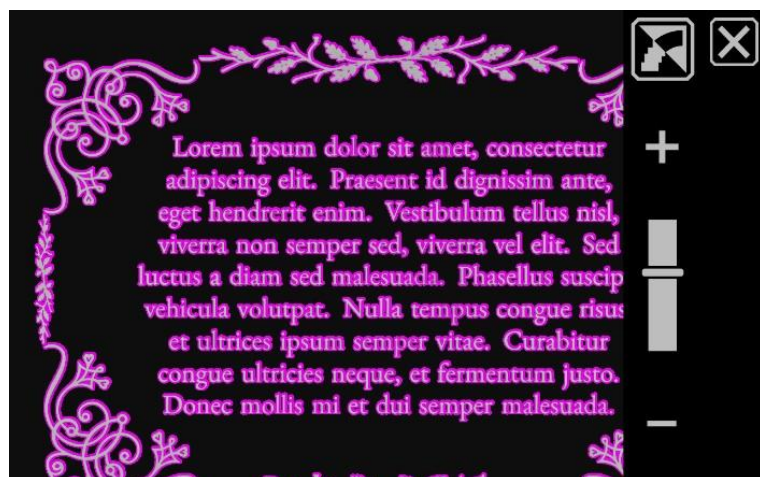 Lorem ipsum dolor sit amet, consectetur
adipiscing elit. Praesent id dignissim ante,
eget hendrerit enim. Vestibulum tellus nisl,
viverra non semper sed, viverra vel elit. Sed
luctus a diam sed malesuada. Phasellus suscip
vehicula volutpat. Nulla tempus congue risus
et ultrices ipsum semper vitae. Curabitur
congue ultricies neque, et fermentum justo.
Donec mollis mi et dui semper malesuada.